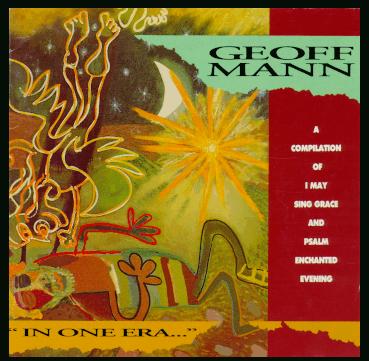 GEOFF
MANN
A
COMPILATION
OF
I MAY
SING GRACE
AND
PSALM
ENCHANTED
EVENING
“IN ONE ERA...”